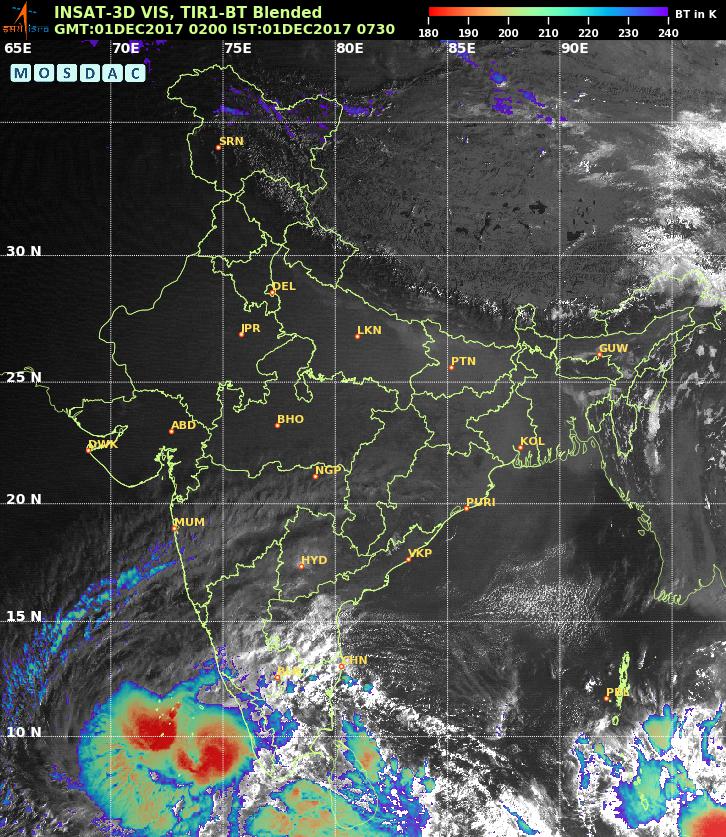 INSAT-3D VIS, TIR1-BT Blended
GMT:01DEC2017 0200 IST:01DEC2017 0730
BT in K
180 190 200 210 220 230 240
65E 70E 75E 80E 85E 90E
MOSDAC
SRN
30 N
DEL
JPR
LKN
GUW
PTN
25 N
ABD
BHO
DWK
KOL
NGP
20 N
PURI
MUM
VKP
HYD
15 N
CHN
10 N